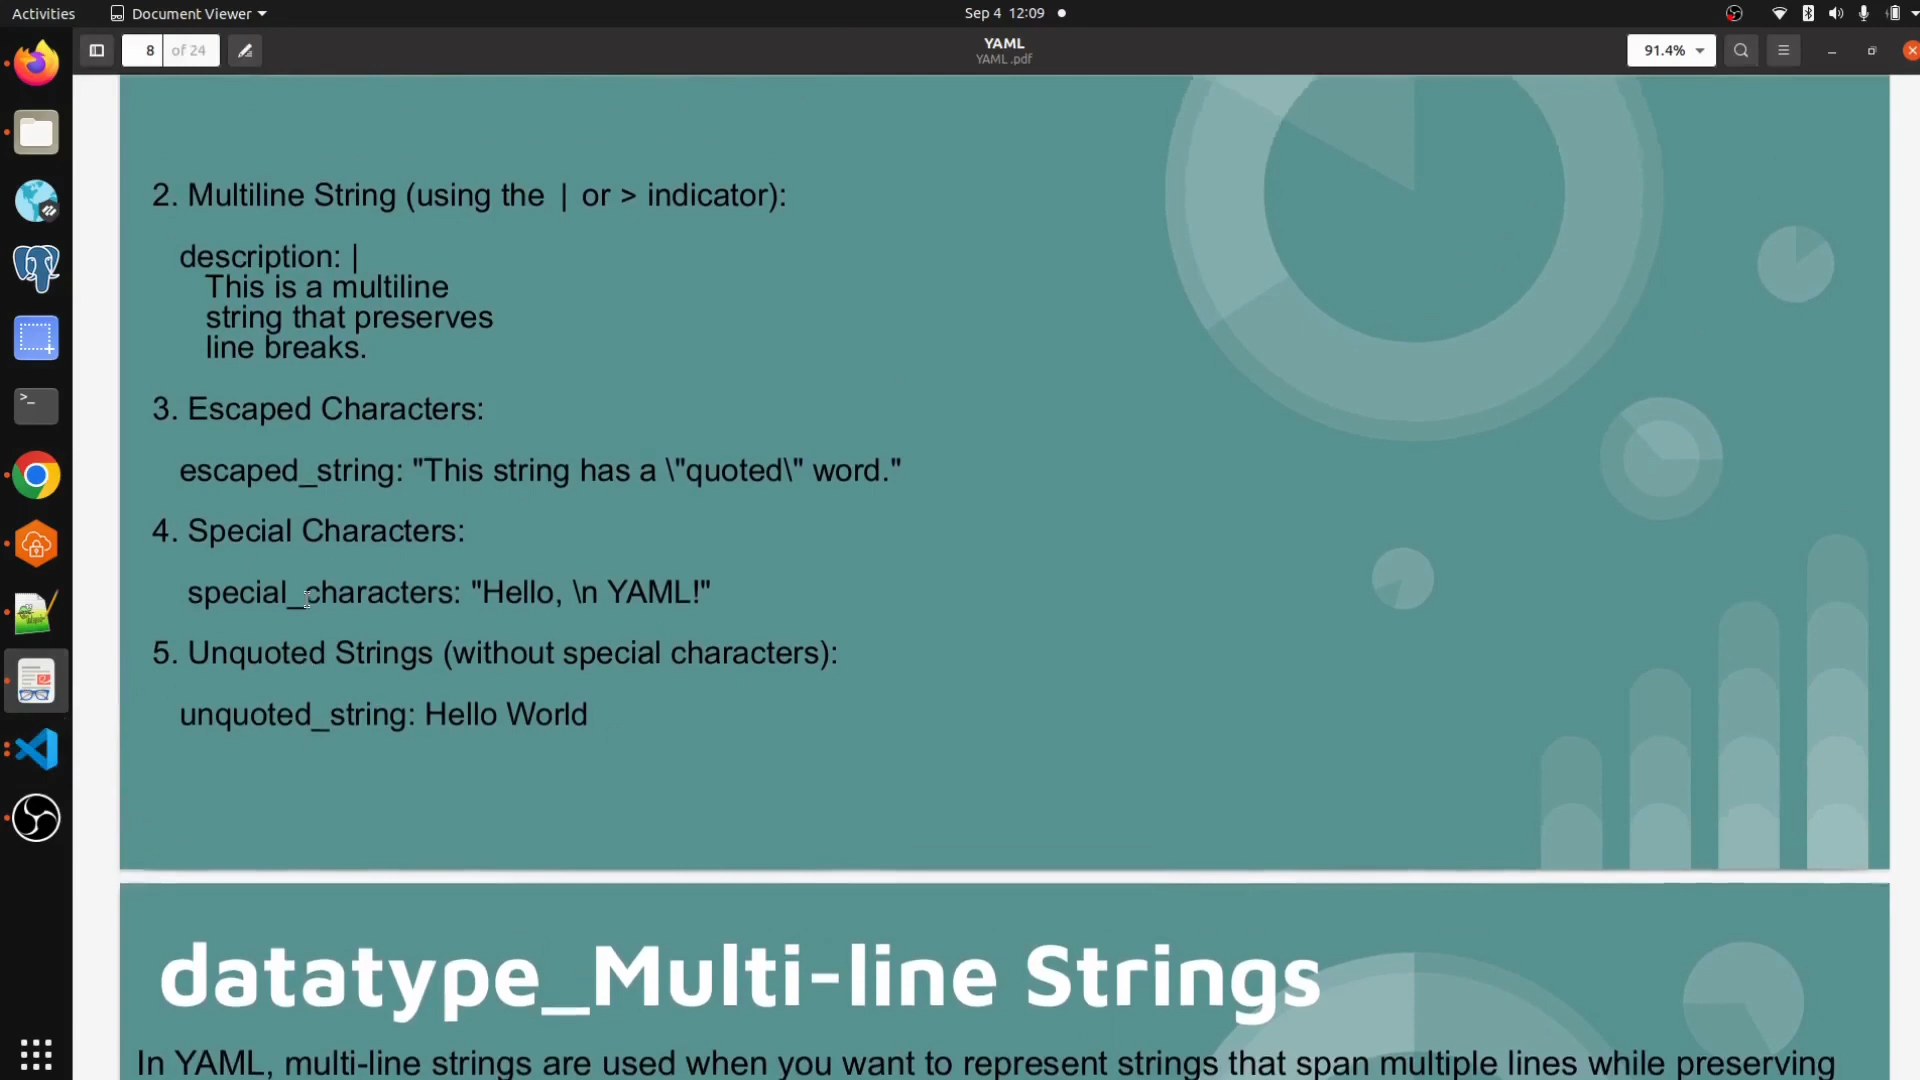 Activities
Document Viewer
Sep 4 12:09
8
of 24
YAML
YAML .pdf
91.4%
2. Multiline String (using the | or > indicator):
description: |
This is a multiline
string that preserves
line breaks.
3. Escaped Characters:
escaped_string: "This string has a \"quoted\" word."
4. Special Characters:
special_characters: "Hello, \n YAML!"
5. Unquoted Strings (without special characters):
unquoted_string: Hello World
datatype_Multi-line Strings
In YAML, multi-line strings are used when you want to represent strings that span multiple lines while preserving